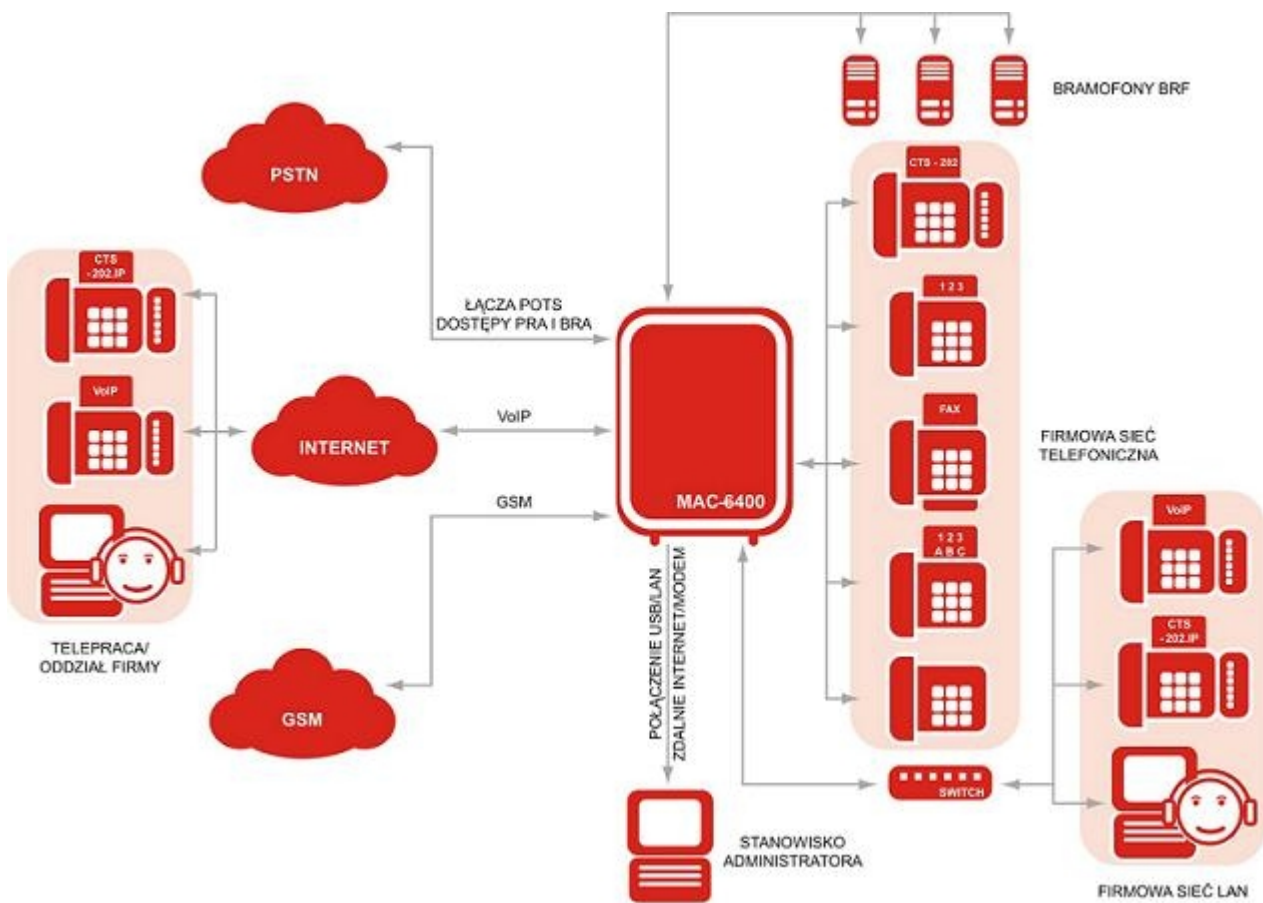 BRAMOFONY BRF
PSTN
CTS - 202
CTS
-202.IP
1 2 3
ŁĄCZA POTS
DOSTĘPY PRA I BRA
VoIP
INTERNET
VoIP
FAX
FIRMOWA SIEĆ
TELEFONICZNA
GSM
MAC-6400
VoIP
1 2 3
A B C
TELEPRACA/
ODDZIAŁ FIRMY
POŁĄCZENIE USB/LAN
ZDALNIE INTERNET/MODEM
CTS
-202.IP
GSM
SWITCH
STANOWISKO
ADMINISTRATORA
FIRMOWA SIEĆ LAN